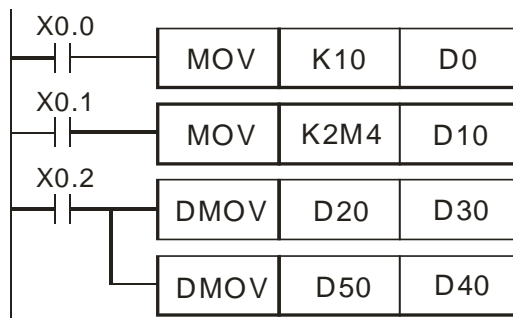 X0.0
MOV K10 D0
X0.1
MOV K2M4 D10
X0.2
DMOV D20 D30
DMOV D50 D40